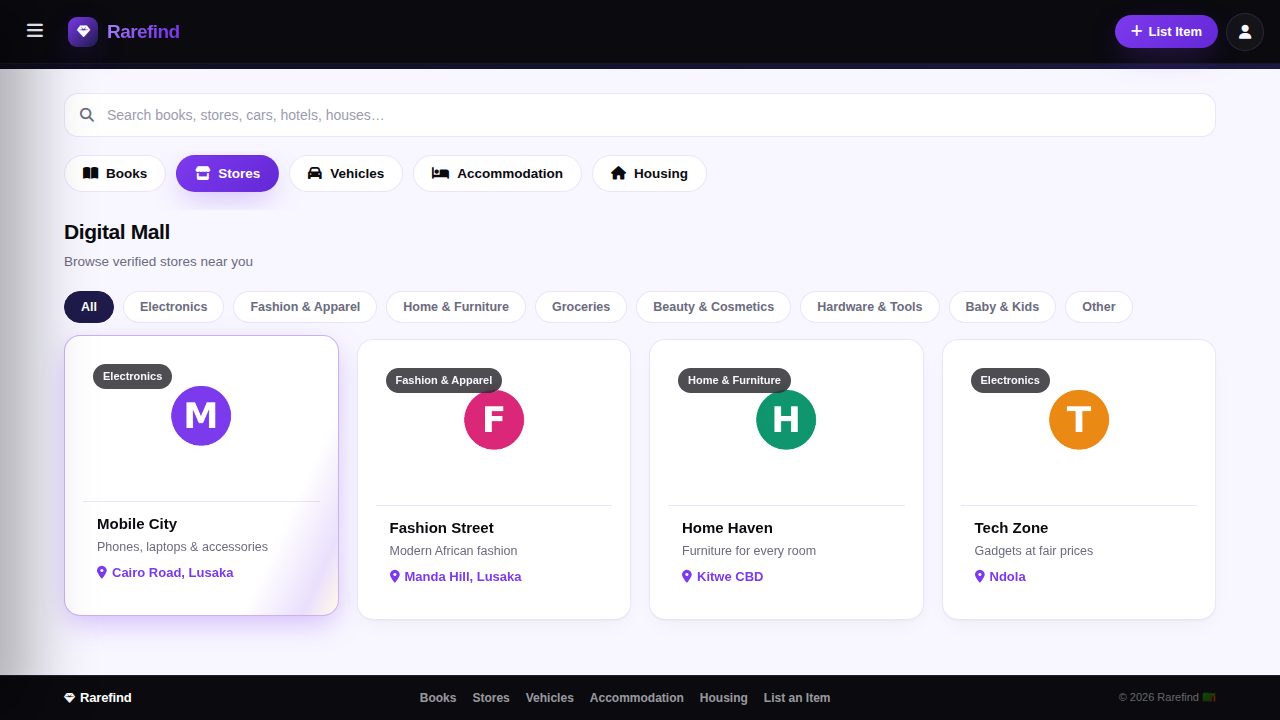 Rarefind
List Item
Search books, stores, cars, hotels, houses…
Books
Stores
Vehicles
Accommodation
Housing
Digital Mall
Browse verified stores near you
All
Electronics
Fashion & Apparel
Home & Furniture
Groceries
Beauty & Cosmetics
Hardware & Tools
Baby & Kids
Other
Electronics
M
Mobile City
Phones, laptops & accessories
Cairo Road, Lusaka
Fashion & Apparel
F
Fashion Street
Modern African fashion
Manda Hill, Lusaka
Home & Furniture
H
Home Haven
Furniture for every room
Kitwe CBD
Electronics
T
Tech Zone
Gadgets at fair prices
Ndola
Rarefind
Books
Stores
Vehicles
Accommodation
Housing
List an Item
© 2026 Rarefind 🇿🇲